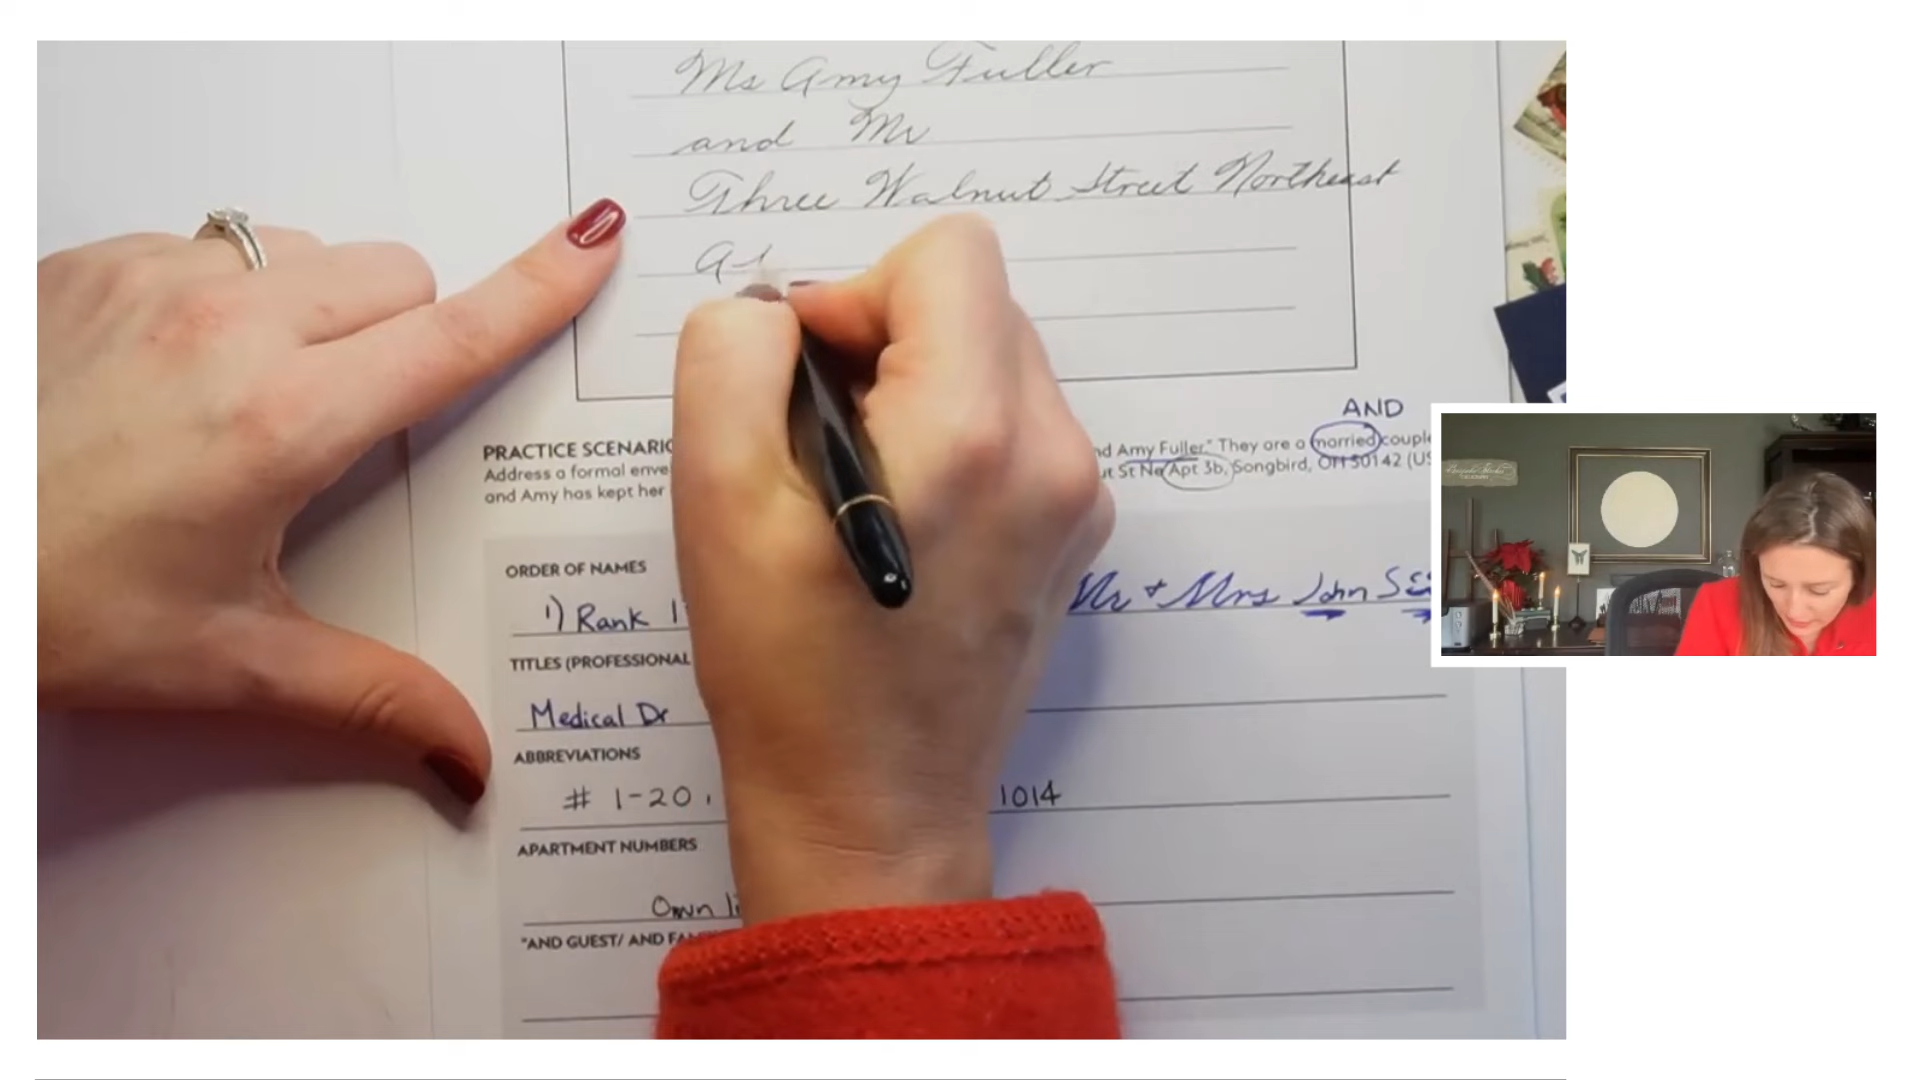 Ms Amy Fuller
and Mr
Three Walnut Street Northeast
Ap
AND
PRACTICE SCENARIO
nd Amy Fuller." They are a married couple
Address a formal enve
ut St Ne Apt 3b, Songbird, OH 50142 (US
and Amy has kept her
ORDER OF NAMES
1) Rank
Mr + Mrs John
TITLES (PROFESSIONAL
Medical Dr
ABBREVIATIONS
# 1-20,
1014
APARTMENT NUMBERS
Own li
"AND GUEST/ AND FA